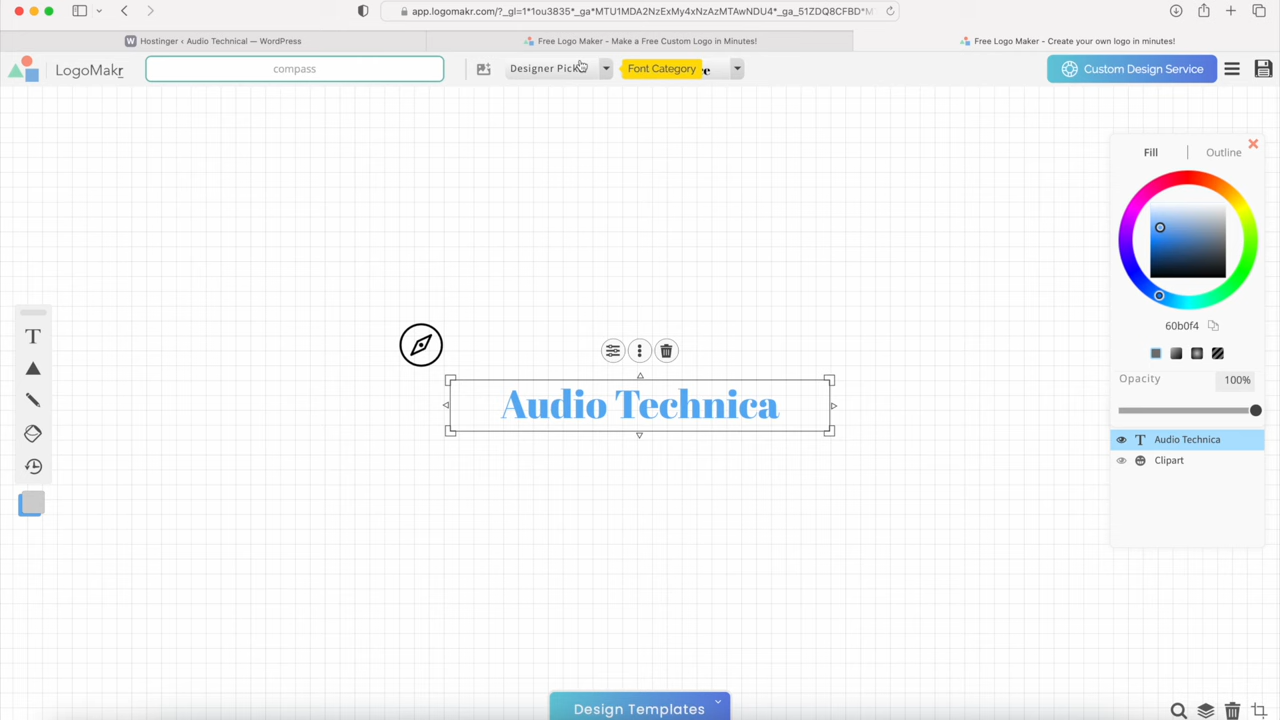 app.logomakr.com/?_gl=1*1ou3835*_ga*MTU1MDA2NzExMy4xNzAzMTAwNDU4*_ga_51ZDQ8CFBD*M
Hostinger ‹ Audio Technical — WordPress
Free Logo Maker - Make a Free Custom Logo in Minutes!
Free Logo Maker - Create your own logo in minutes!
LogoMakr
compass
Designer Pick
Font Category
Custom Design Service
Fill
Outline
60b0f4
Opacity
100%
Audio Technica
Audio Technica
Clipart
Design Templates